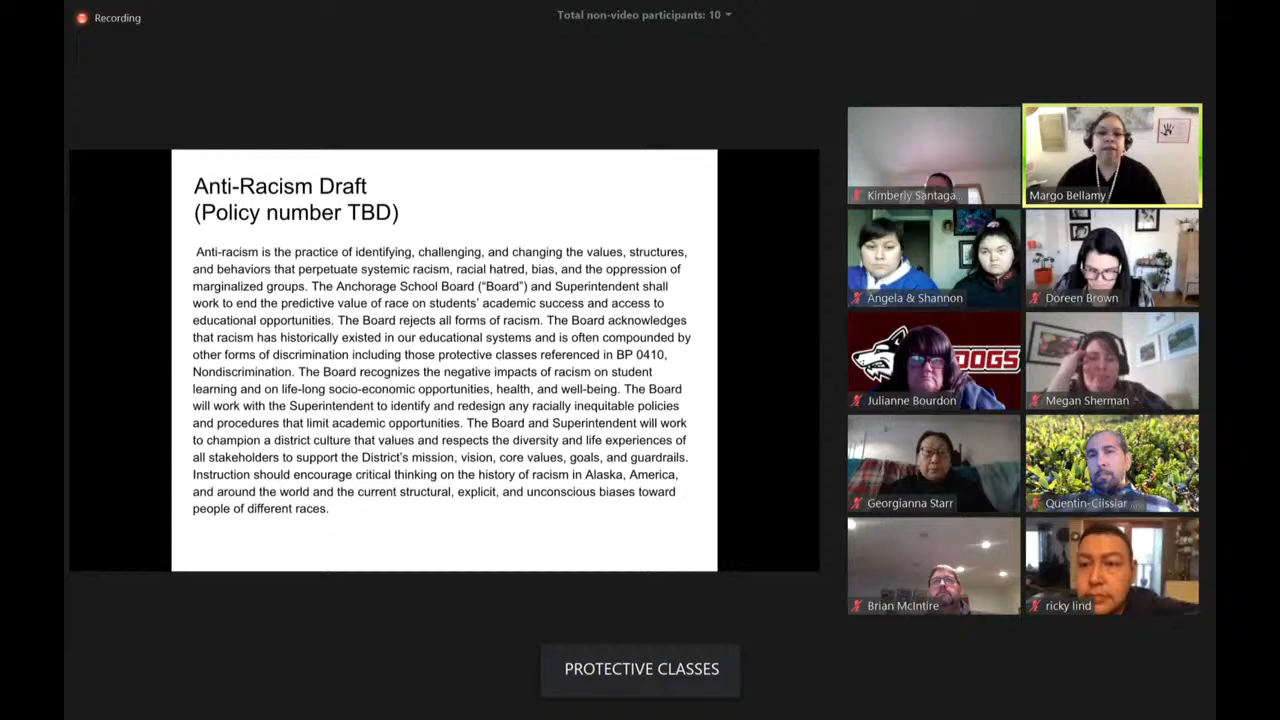 Recording
Total non-video participants: 10
Anti-Racism Draft
(Policy number TBD)
Anti-racism is the practice of identifying, challenging, and changing the values, structures,
and behaviors that perpetuate systemic racism, racial hatred, bias, and the oppression of
marginalized groups. The Anchorage School Board (“Board”) and Superintendent shall
work to end the predictive value of race on students’ academic success and access to
educational opportunities. The Board rejects all forms of racism. The Board acknowledges
that racism has historically existed in our educational systems and is often compounded by
other forms of discrimination including those protective classes referenced in BP 0410,
Nondiscrimination. The Board recognizes the negative impacts of racism on student
learning and on life-long socio-economic opportunities, health, and well-being. The Board
will work with the Superintendent to identify and redesign any racially inequitable policies
and procedures that limit academic opportunities. The Board and Superintendent will work
to champion a district culture that values and respects the diversity and life experiences of
all stakeholders to support the District’s mission, vision, core values, goals, and guardrails.
Instruction should encourage critical thinking on the history of racism in Alaska, America,
and around the world and the current structural, explicit, and unconscious biases toward
people of different races.
Kimberly Santaga...
Margo Bellamy
Angela & Shannon
Doreen Brown
DOGS
Julianne Bourdon
Megan Sherman
Georgianna Starr
Quentin-Ciissiar ...
Brian McIntire
ricky lind
PROTECTIVE CLASSES